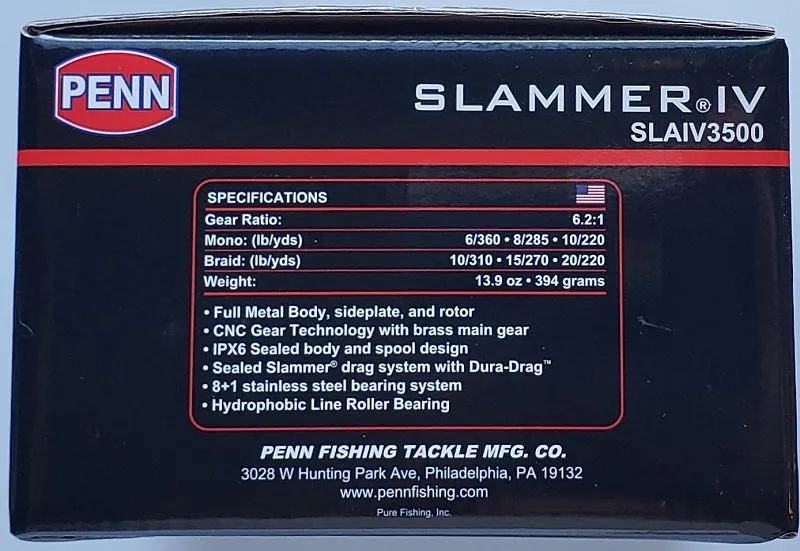 PENN
SLAMMER® IV
SLAIV3500
SPECIFICATIONS
Gear Ratio: 6.2:1
Mono: (lb/yds) 6/360 • 8/285 • 10/220
Braid: (lb/yds) 10/310 • 15/270 • 20/220
Weight: 13.9 oz • 394 grams
• Full Metal Body, sideplate, and rotor
• CNC Gear Technology with brass main gear
• IPX6 Sealed body and spool design
• Sealed Slammer® drag system with Dura-Drag™
• 8+1 stainless steel bearing system
• Hydrophobic Line Roller Bearing
PENN FISHING TACKLE MFG. CO.
3028 W Hunting Park Ave, Philadelphia, PA 19132
www.pennfishing.com
Pure Fishing, Inc.